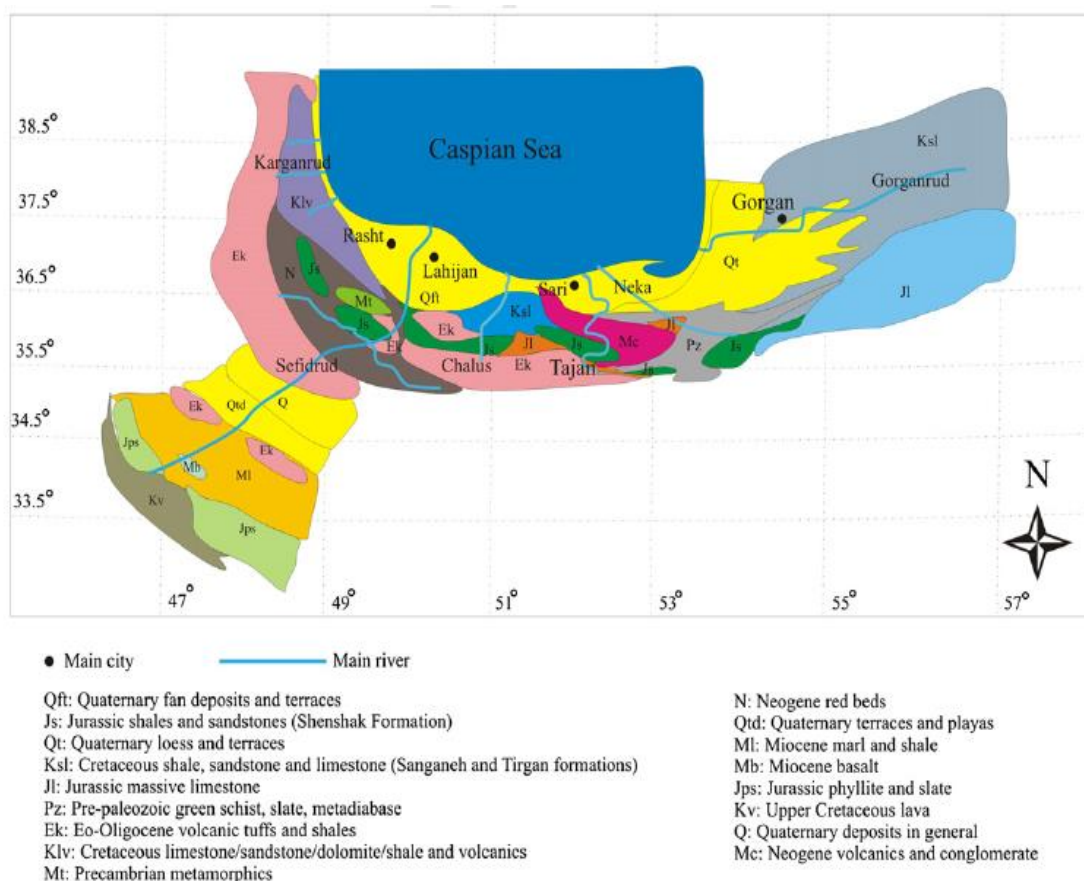 Caspian Sea
38.5°
Ksl
Karganrud
Gorganrud
37.5°
Klv
Gorgan
Rasht
Ek
N
Js
Lahijan
Qt
Sari
Neka
Jl
36.5°
Mt
Qft
Ksl
Js
Ek
Jl
Ek
Js
Jl
Js
Mc
Pz
Js
35.5°
Sefidrud
Chalus
Ek
Tajan
Js
Ek
Qtd
Q
34.5°
Jps
Ek
Mb
Ml
N
Kv
33.5°
Jps
47°
49°
51°
53°
55°
57°
Main city
Main river
Qft: Quaternary fan deposits and terraces
Js: Jurassic shales and sandstones (Shenshak Formation)
Qt: Quaternary loess and terraces
Ksl: Cretaceous shale, sandstone and limestone (Sanganeh and Tirgan formations)
Jl: Jurassic massive limestone
Pz: Pre-paleozoic green schist, slate, metadiabase
Ek: Eo-Oligocene volcanic tuffs and shales
Klv: Cretaceous limestone/sandstone/dolomite/shale and volcanics
Mt: Precambrian metamorphics
N: Neogene red beds
Qtd: Quaternary terraces and playas
Ml: Miocene marl and shale
Mb: Miocene basalt
Jps: Jurassic phyllite and slate
Kv: Upper Cretaceous lava
Q: Quaternary deposits in general
Mc: Neogene volcanics and conglomerate